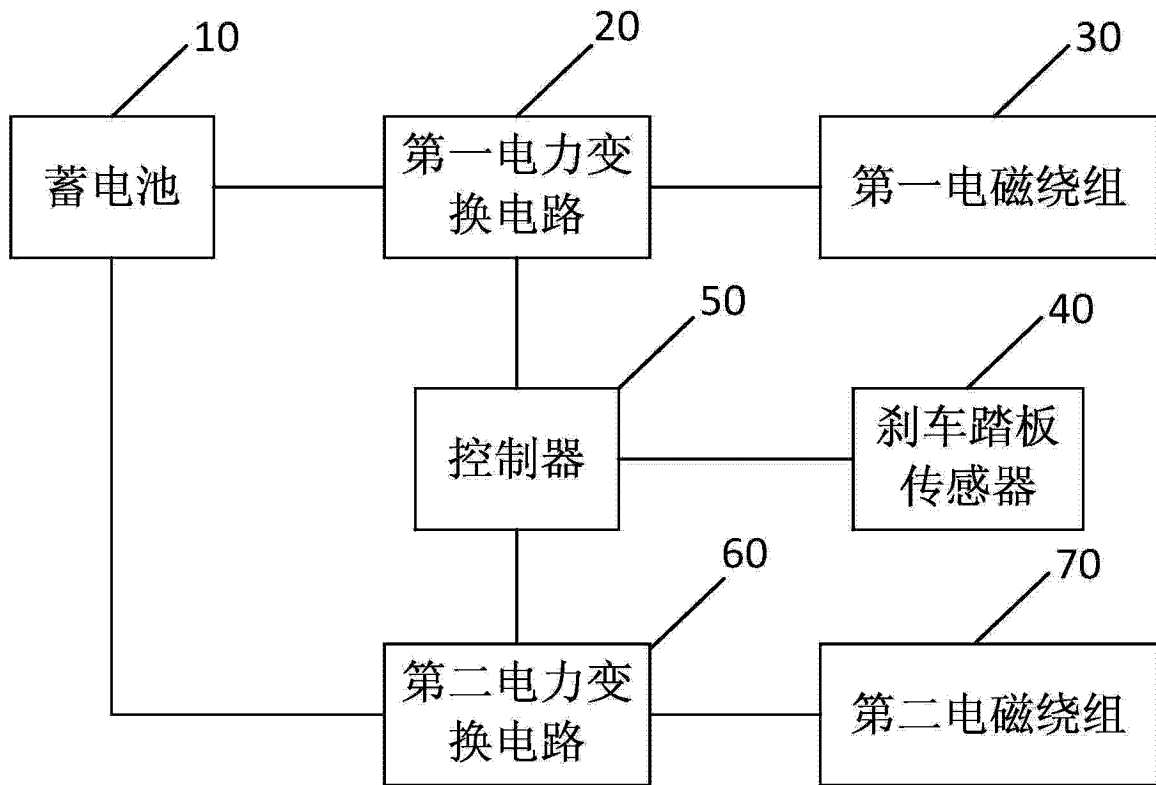 10
20
30
蓄电池
第一电力变
换电路
第一电磁绕组
50
40
控制器
刹车踏板
传感器
60
70
第二电力变
换电路
第二电磁绕组